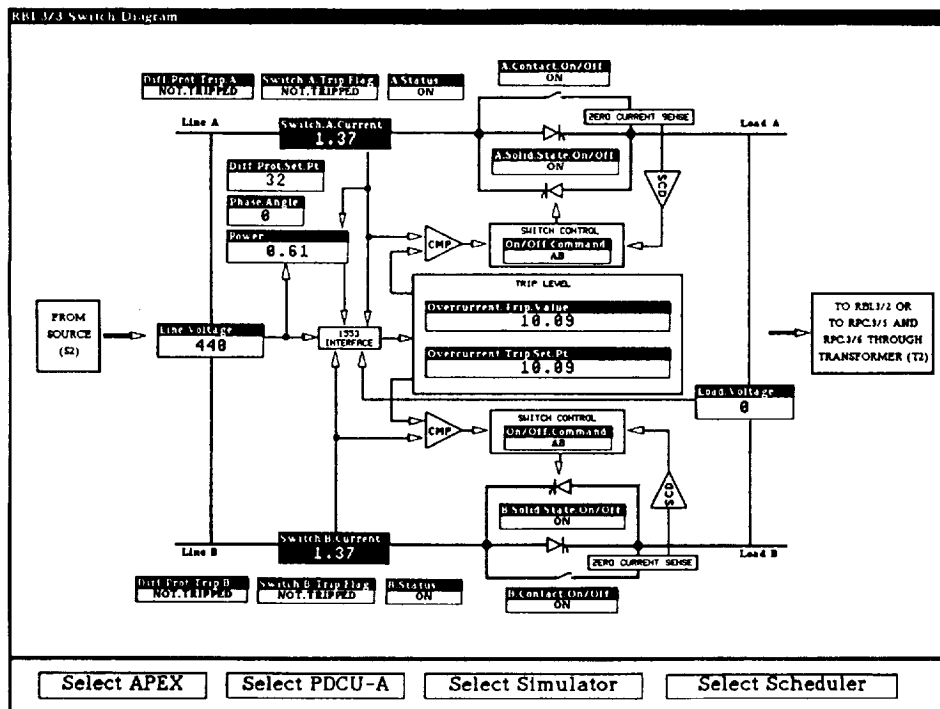 RBI.3/3 Switch Diagram
A.Contact.On/Off
ON
Diff.Prot.Trip.A
NOT.TRIPPED
Switch.A.Trip.Flag
NOT.TRIPPED
A.Status
ON
ZERO CURRENT SENSE
Line A
Switch.A.Current
1.37
Load A
A.Solid.State.On/Off
ON
Diff.Prot.Set.Pt
32
SCD
Phase.Angle
0
SWITCH CONTROL
On/Off.Command
AB
Power
0.61
CMP
TRIP LEVEL
Overcurrent.Trip.Value
10.09
FROM
SOURCE
(S2)
Line.Voltage
440
1553
INTERFACE
TO RBI.3/2 OR
TO RPC.3/5 AND
RPC.3/6 THROUGH
TRANSFORMER (T2)
Overcurrent.Trip.Set.Pt
10.09
Load.Voltage
0
SWITCH CONTROL
On/Off.Command
AB
CMP
SCD
B.Solid.State.On/Off
ON
Line B
Switch.B.Current
1.37
Load B
ZERO CURRENT SENSE
Diff.Prot.Trip.B
NOT.TRIPPED
Switch.B.Trip.Flag
NOT.TRIPPED
B.Status
ON
B.Contact.On/Off
ON
Select APEX
Select PDCU-A
Select Simulator
Select Scheduler